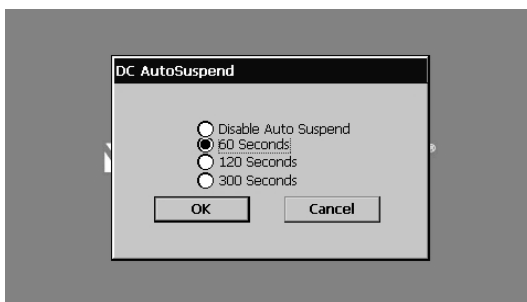 DC AutoSuspend
Disable Auto Suspend
60 Seconds
120 Seconds
300 Seconds
OK Cancel